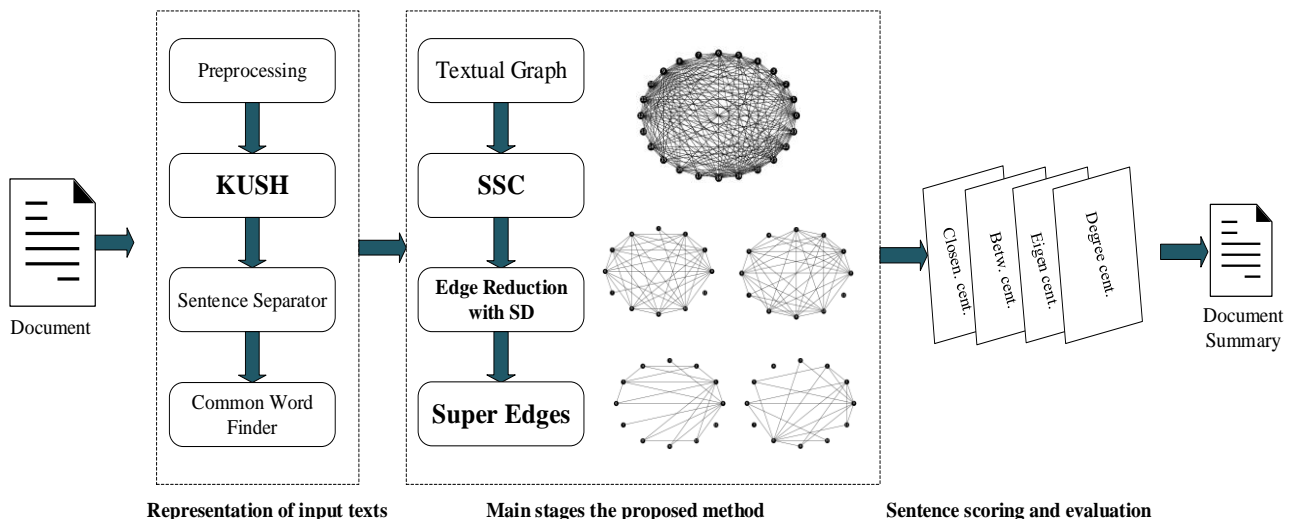 Document
Preprocessing
KUSH
Sentence Separator
Common Word
Finder
Representation of input texts
Textual Graph
SSC
Edge Reduction
with SD
Super Edges
Main stages the proposed method
Closen. cent.
Betw. cent.
Eigen cent.
Degree cent.
Sentence scoring and evaluation
Document
Summary